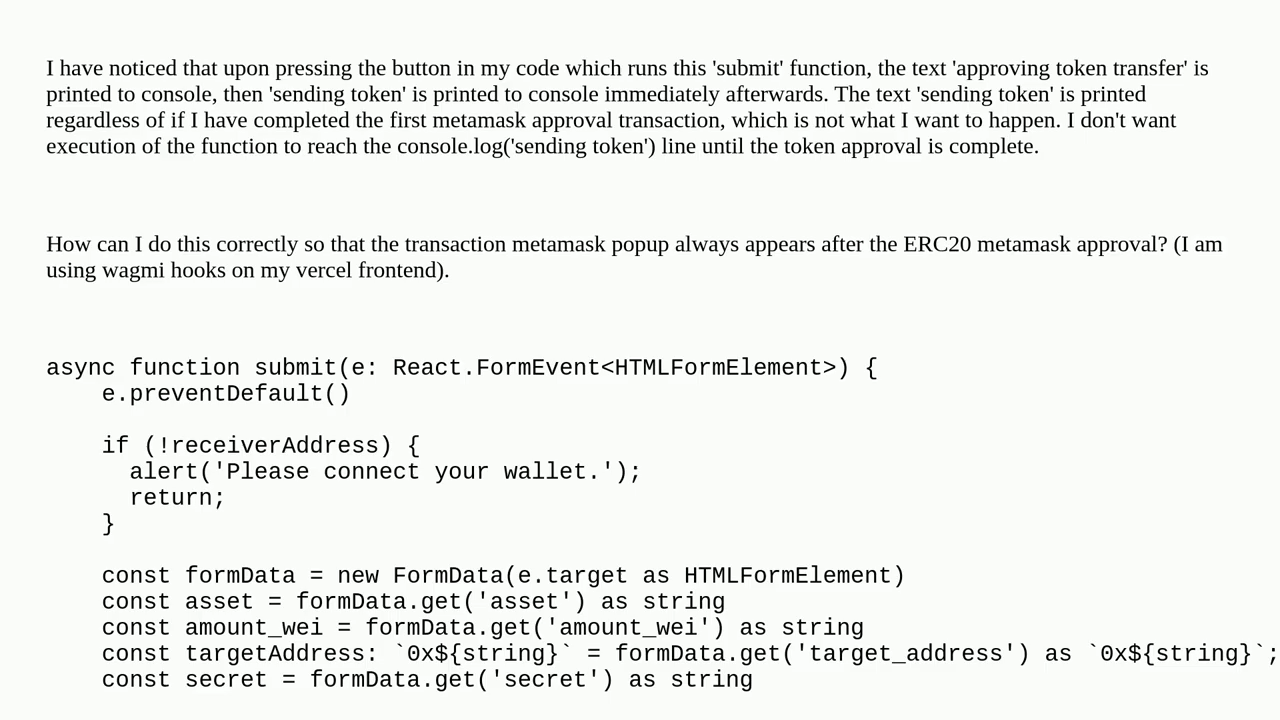 I have noticed that upon pressing the button in my code which runs this 'submit' function, the text 'approving token transfer' is
printed to console, then 'sending token' is printed to console immediately afterwards. The text 'sending token' is printed
regardless of if I have completed the first metamask approval transaction, which is not what I want to happen. I don't want
execution of the function to reach the console.log('sending token') line until the token approval is complete.
How can I do this correctly so that the transaction metamask popup always appears after the ERC20 metamask approval? (I am
using wagmi hooks on my vercel frontend).
async function submit(e: React.FormEvent<HTMLFormElement>) {
    e.preventDefault()
    if (!receiverAddress) {
      alert('Please connect your wallet.');
      return;
    }
    const formData = new FormData(e.target as HTMLFormElement)
    const asset = formData.get('asset') as string
    const amount_wei = formData.get('amount_wei') as string
    const targetAddress: `0x${string}` = formData.get('target_address') as `0x${string}`;
    const secret = formData.get('secret') as string